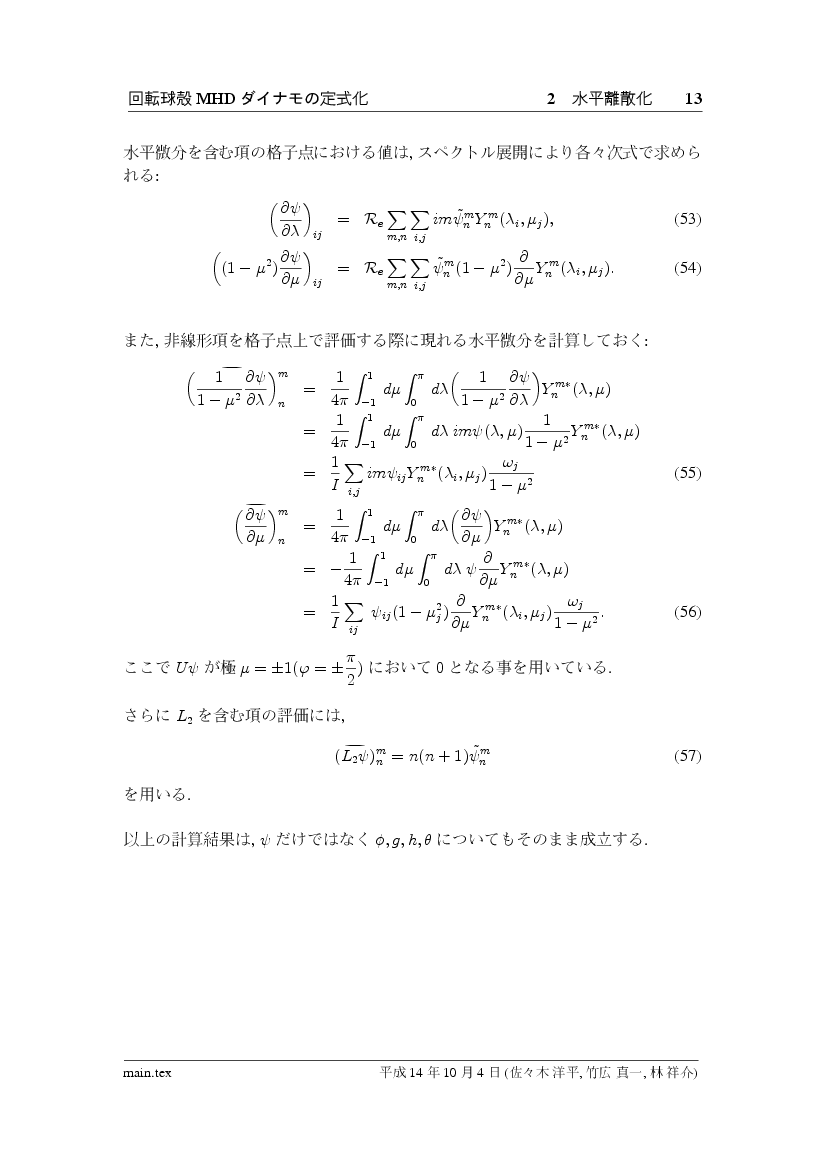 回転球殻 MHD ダイナモの定式化 2 水平離散化 13
水平微分を含む項の格子点における値は, スペクトル展開により各々次式で求めら
れる:
$\left(\frac{\partial\psi}{\partial\lambda}\right)_{ij} = \mathcal{R}_e \sum_{m,n}\sum_{i,j} im\tilde{\psi}_n^m Y_n^m(\lambda_i,\mu_j),$ (53)
$\left((1-\mu^2)\frac{\partial\psi}{\partial\mu}\right)_{ij} = \mathcal{R}_e \sum_{m,n}\sum_{i,j} \tilde{\psi}_n^m(1-\mu^2)\frac{\partial}{\partial\mu}Y_n^m(\lambda_i,\mu_j).$ (54)
また, 非線形項を格子点上で評価する際に現れる水平微分を計算しておく:
$\left(\widetilde{\frac{1}{1-\mu^2}\frac{\partial\psi}{\partial\lambda}}\right)_n^m = \frac{1}{4\pi}\int_{-1}^{1}d\mu\int_0^{\pi}d\lambda\left(\frac{1}{1-\mu^2}\frac{\partial\psi}{\partial\lambda}\right)Y_n^{m*}(\lambda,\mu)$
$= \frac{1}{4\pi}\int_{-1}^{1}d\mu\int_0^{\pi}d\lambda\, im\psi(\lambda,\mu)\frac{1}{1-\mu^2}Y_n^{m*}(\lambda,\mu)$
$= \frac{1}{I}\sum_{i,j} im\psi_{ij}Y_n^{m*}(\lambda_i,\mu_j)\frac{\omega_j}{1-\mu^2}$ (55)
$\left(\widetilde{\frac{\partial\psi}{\partial\mu}}\right)_n^m = \frac{1}{4\pi}\int_{-1}^{1}d\mu\int_0^{\pi}d\lambda\left(\frac{\partial\psi}{\partial\mu}\right)Y_n^{m*}(\lambda,\mu)$
$= -\frac{1}{4\pi}\int_{-1}^{1}d\mu\int_0^{\pi}d\lambda\,\psi\frac{\partial}{\partial\mu}Y_n^{m*}(\lambda,\mu)$
$= \frac{1}{I}\sum_{ij}\psi_{ij}(1-\mu_j^2)\frac{\partial}{\partial\mu}Y_n^{m*}(\lambda_i,\mu_j)\frac{\omega_j}{1-\mu^2}.$ (56)
ここで $U\psi$ が極 $\mu=\pm1(\varphi=\pm\frac{\pi}{2})$ において 0 となる事を用いている.
さらに $L_2$ を含む項の評価には,
$(\widetilde{L_2\psi})_n^m = n(n+1)\tilde{\psi}_n^m$ (57)
を用いる.
以上の計算結果は, $\psi$ だけではなく $\phi, g, h, \theta$ についてもそのまま成立する.
main.tex 平成 14 年 10 月 4 日 (佐々木 洋平, 竹広 真一, 林 祥介)